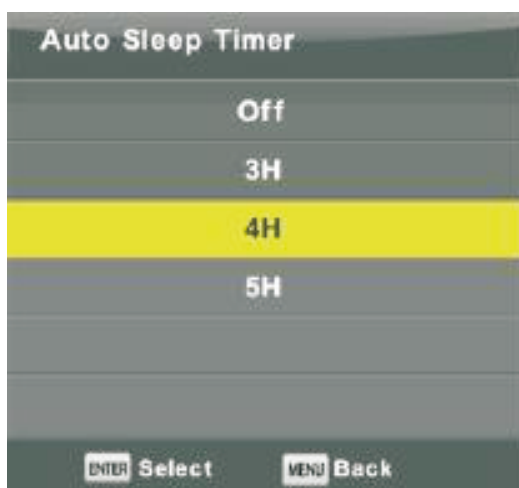 Auto Sleep Timer
Off
3H
4H
5H
ENTER Select MENU Back